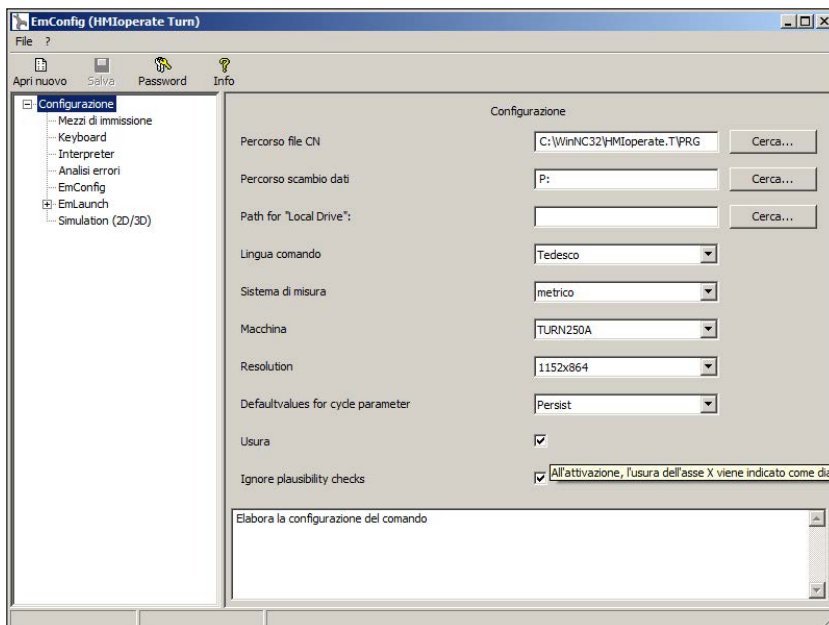 EmConfig (HMIoperate Turn)
File ?
Apri nuovo Salva Password Info
Configurazione
Mezzi di immissione
Keyboard
Interpreter
Analisi errori
EmConfig
EmLaunch
Simulation (2D/3D)
Configurazione
Percorso file CN C:\WinNC32\HMIoperate.T\PRG Cerca...
Percorso scambio dati P: Cerca...
Path for "Local Drive": Cerca...
Lingua comando Tedesco
Sistema di misura metrico
Macchina TURN250A
Resolution 1152x864
Defaultvalues for cycle parameter Persist
Usura
Ignore plausibility checks All'attivazione, l'usura dell'asse X viene indicato come dia
Elabora la configurazione del comando